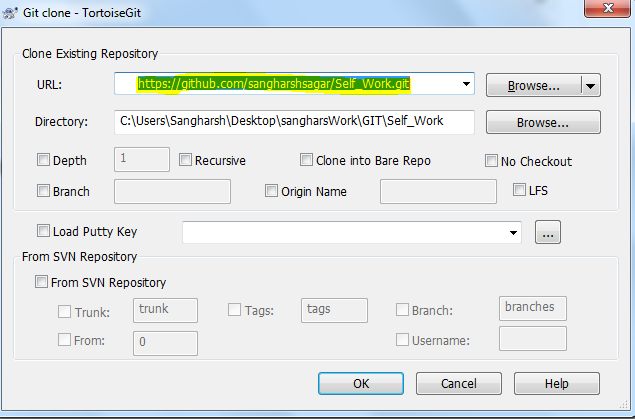 Git clone - TortoiseGit
Clone Existing Repository
URL: https://github.com/sangharshsagar/Self_Work.git Browse...
Directory: C:\Users\Sangharsh\Desktop\sangharsWork\GIT\Self_Work Browse...
Depth 1 Recursive Clone into Bare Repo No Checkout
Branch Origin Name LFS
Load Putty Key ...
From SVN Repository
From SVN Repository
Trunk: trunk Tags: tags Branch: branches
From: 0 Username:
OK Cancel Help